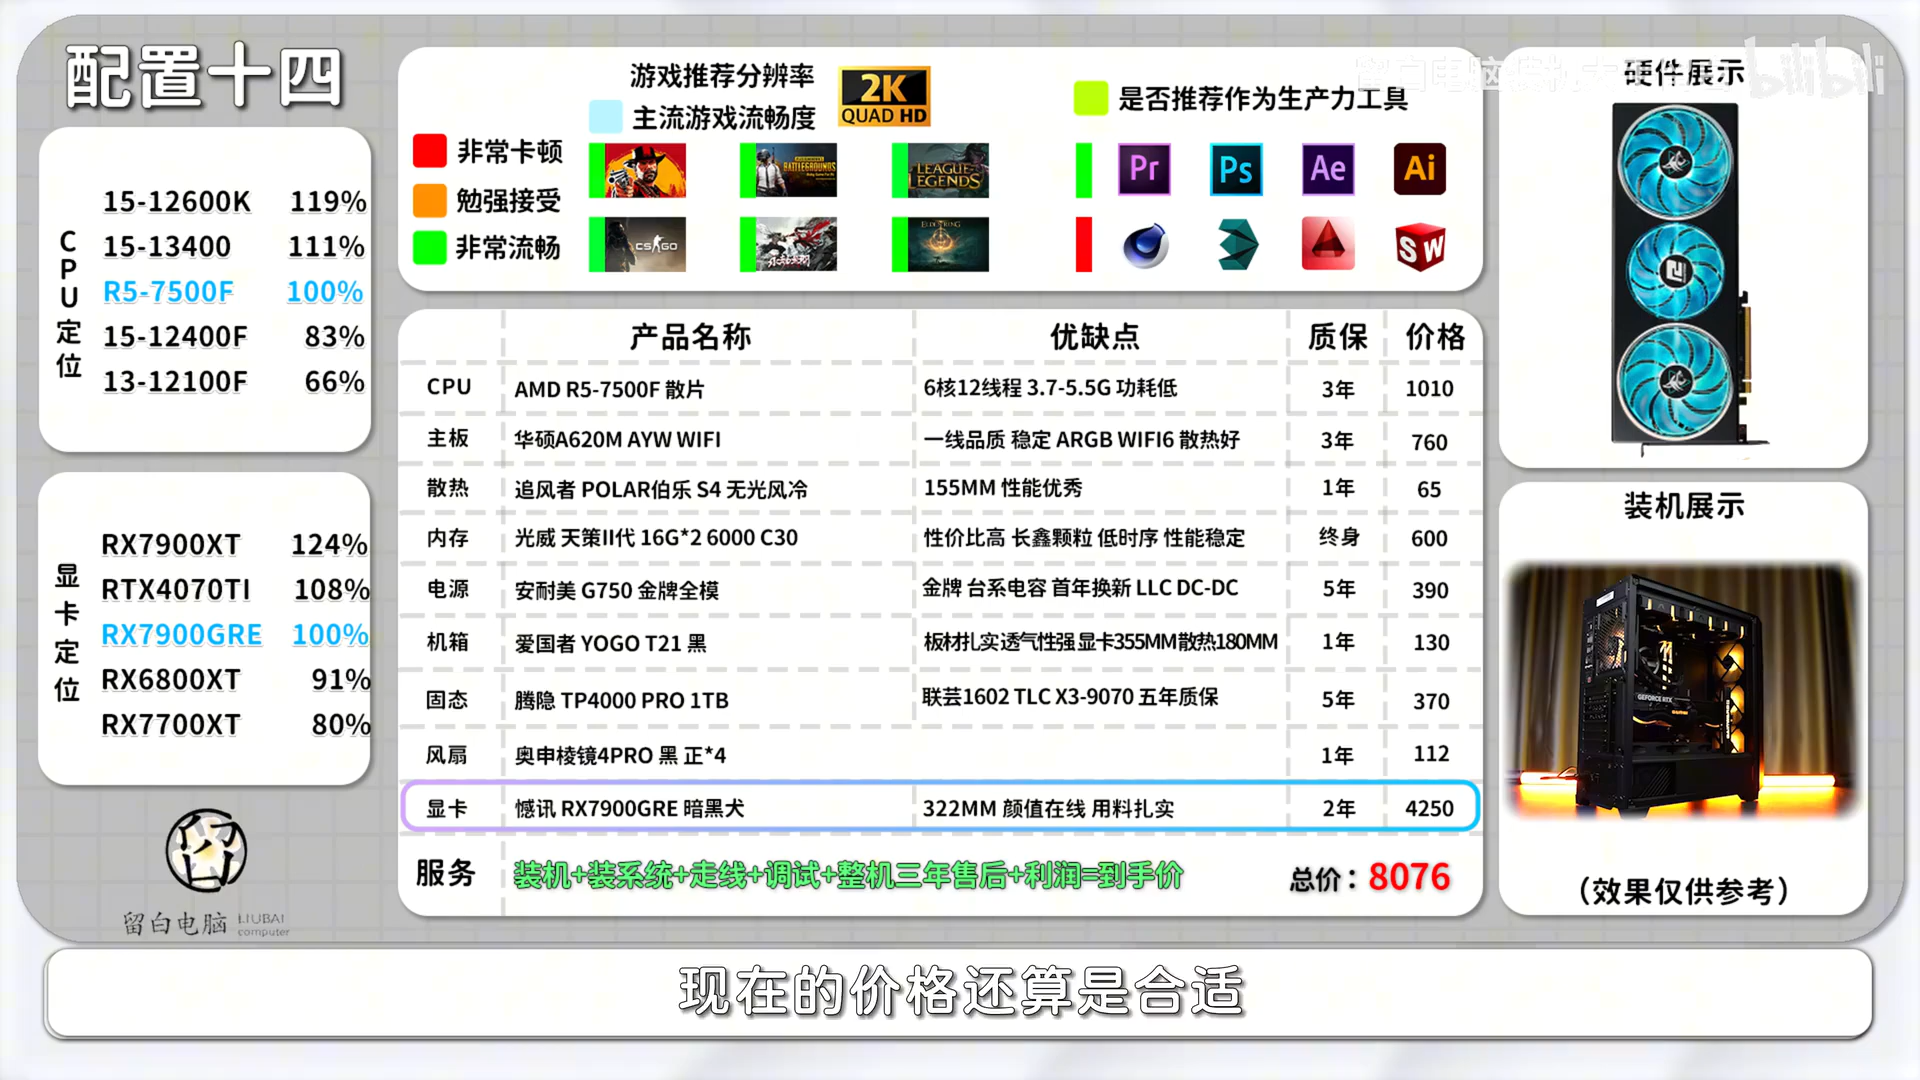 配置十四
CPU定位
15-12600K 119%
15-13400 111%
R5-7500F 100%
15-12400F 83%
13-12100F 66%
显卡定位
RX7900XT 124%
RTX4070TI 108%
RX7900GRE 100%
RX6800XT 91%
RX7700XT 80%
留白电脑 LIUBAI computer
游戏推荐分辨率
主流游戏流畅度
2K
QUAD HD
非常卡顿
勉强接受
非常流畅
BATTLEGROUNDS
LEAGUE LEGENDS
CS GO
ELDEN RING
是否推荐作为生产力工具
Pr Ps Ae Ai
SW
产品名称 优缺点 质保 价格
CPU AMD R5-7500F 散片 6核12线程 3.7-5.5G 功耗低 3年 1010
主板 华硕A620M AYW WIFI 一线品质 稳定 ARGB WIFI6 散热好 3年 760
散热 追风者 POLAR伯乐 S4 无光风冷 155MM 性能优秀 1年 65
内存 光威 天策II代 16G*2 6000 C30 性价比高 长鑫颗粒 低时序 性能稳定 终身 600
电源 安耐美 G750 金牌全模 金牌 台系电容 首年换新 LLC DC-DC 5年 390
机箱 爱国者 YOGO T21 黑 板材扎实 透气性强 显卡355MM 散热180MM 1年 130
固态 腾隐 TP4000 PRO 1TB 联芸1602 TLC X3-9070 五年质保 5年 370
风扇 奥申棱镜4PRO 黑 正*4 1年 112
显卡 憾讯 RX7900GRE 暗黑犬 322MM 颜值在线 用料扎实 2年 4250
服务 装机+装系统+走线+调试+整机三年售后+利润=到手价 总价：8076
硬件展示
bilibili
装机展示
GEFORCE RTX
（效果仅供参考）
现在的价格还算是合适